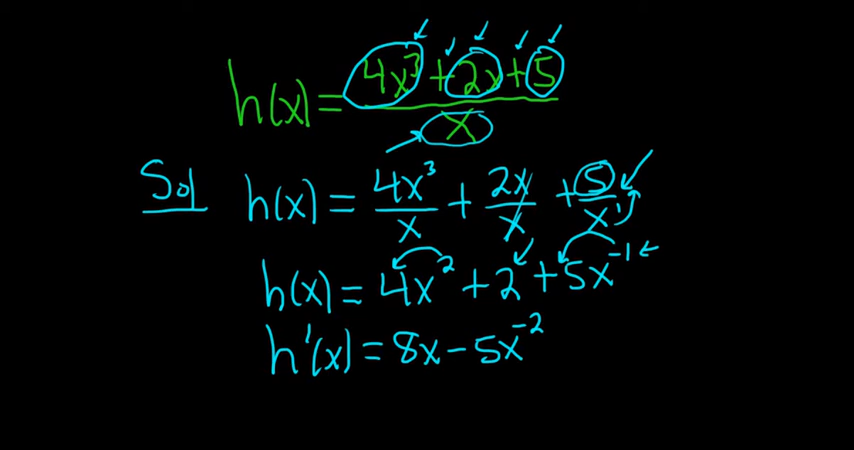 h(x) = (4x³ + 2x + 5)/x
Sol h(x) = 4x³/x + 2x/x + 5/x¹
h(x) = 4x² + 2 + 5x⁻¹
h'(x) = 8x − 5x⁻²